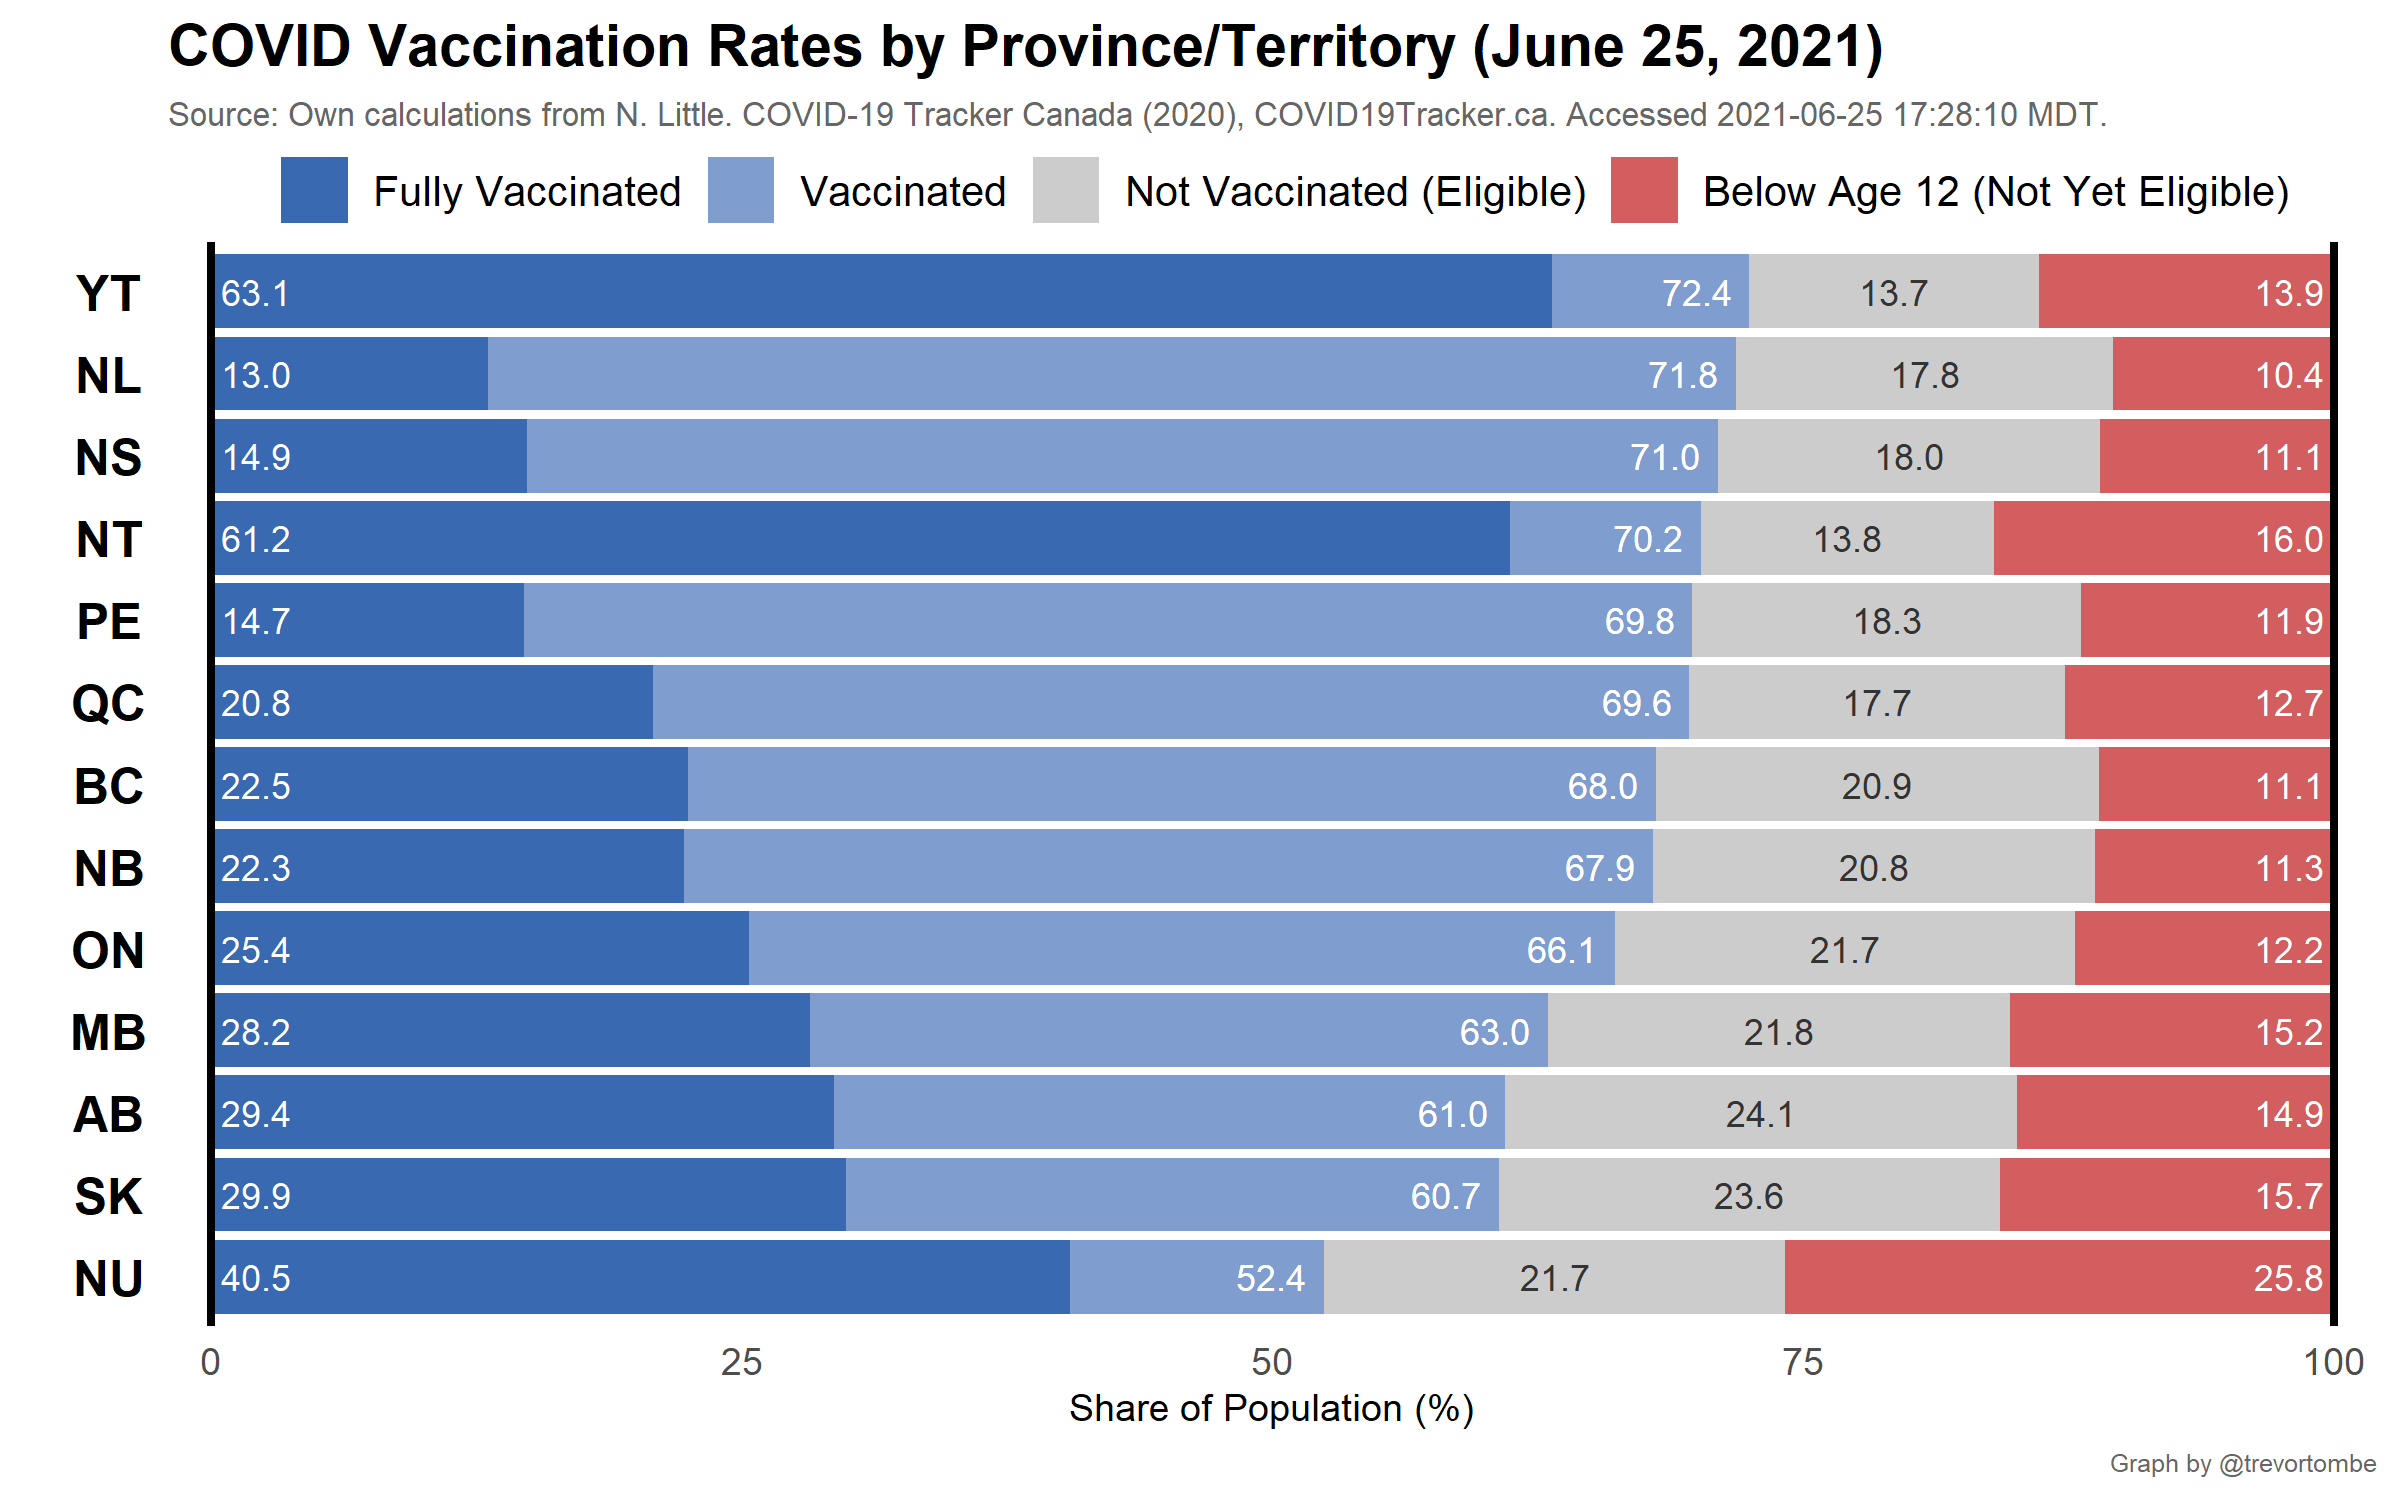 COVID Vaccination Rates by Province/Territory (June 25, 2021)
Source: Own calculations from N. Little. COVID-19 Tracker Canada (2020), COVID19Tracker.ca. Accessed 2021-06-25 17:28:10 MDT.
Fully Vaccinated Vaccinated Not Vaccinated (Eligible) Below Age 12 (Not Yet Eligible)
YT 63.1 72.4 13.7 13.9
NL 13.0 71.8 17.8 10.4
NS 14.9 71.0 18.0 11.1
NT 61.2 70.2 13.8 16.0
PE 14.7 69.8 18.3 11.9
QC 20.8 69.6 17.7 12.7
BC 22.5 68.0 20.9 11.1
NB 22.3 67.9 20.8 11.3
ON 25.4 66.1 21.7 12.2
MB 28.2 63.0 21.8 15.2
AB 29.4 61.0 24.1 14.9
SK 29.9 60.7 23.6 15.7
NU 40.5 52.4 21.7 25.8
0 25 50 75 100
Share of Population (%)
Graph by @trevortombe